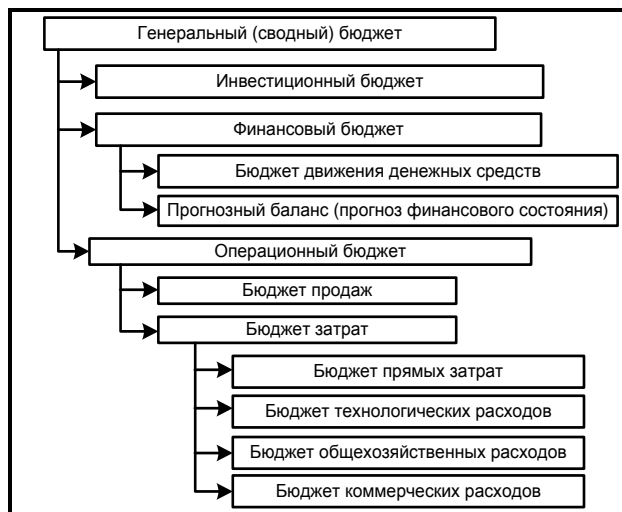 Генеральный (сводный) бюджет
Инвестиционный бюджет
Финансовый бюджет
Бюджет движения денежных средств
Прогнозный баланс (прогноз финансового состояния)
Операционный бюджет
Бюджет продаж
Бюджет затрат
Бюджет прямых затрат
Бюджет технологических расходов
Бюджет общехозяйственных расходов
Бюджет коммерческих расходов